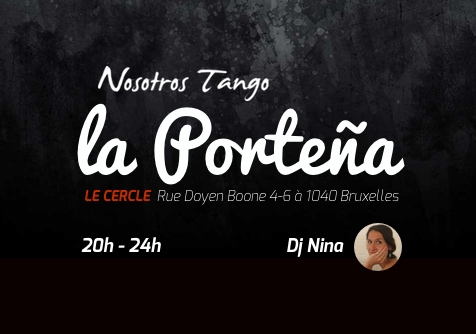 Nosotros Tango
la Porteña
LE CERCLE Rue Doyen Boone 4-6 à 1040 Bruxelles
20h - 24h Dj Nina